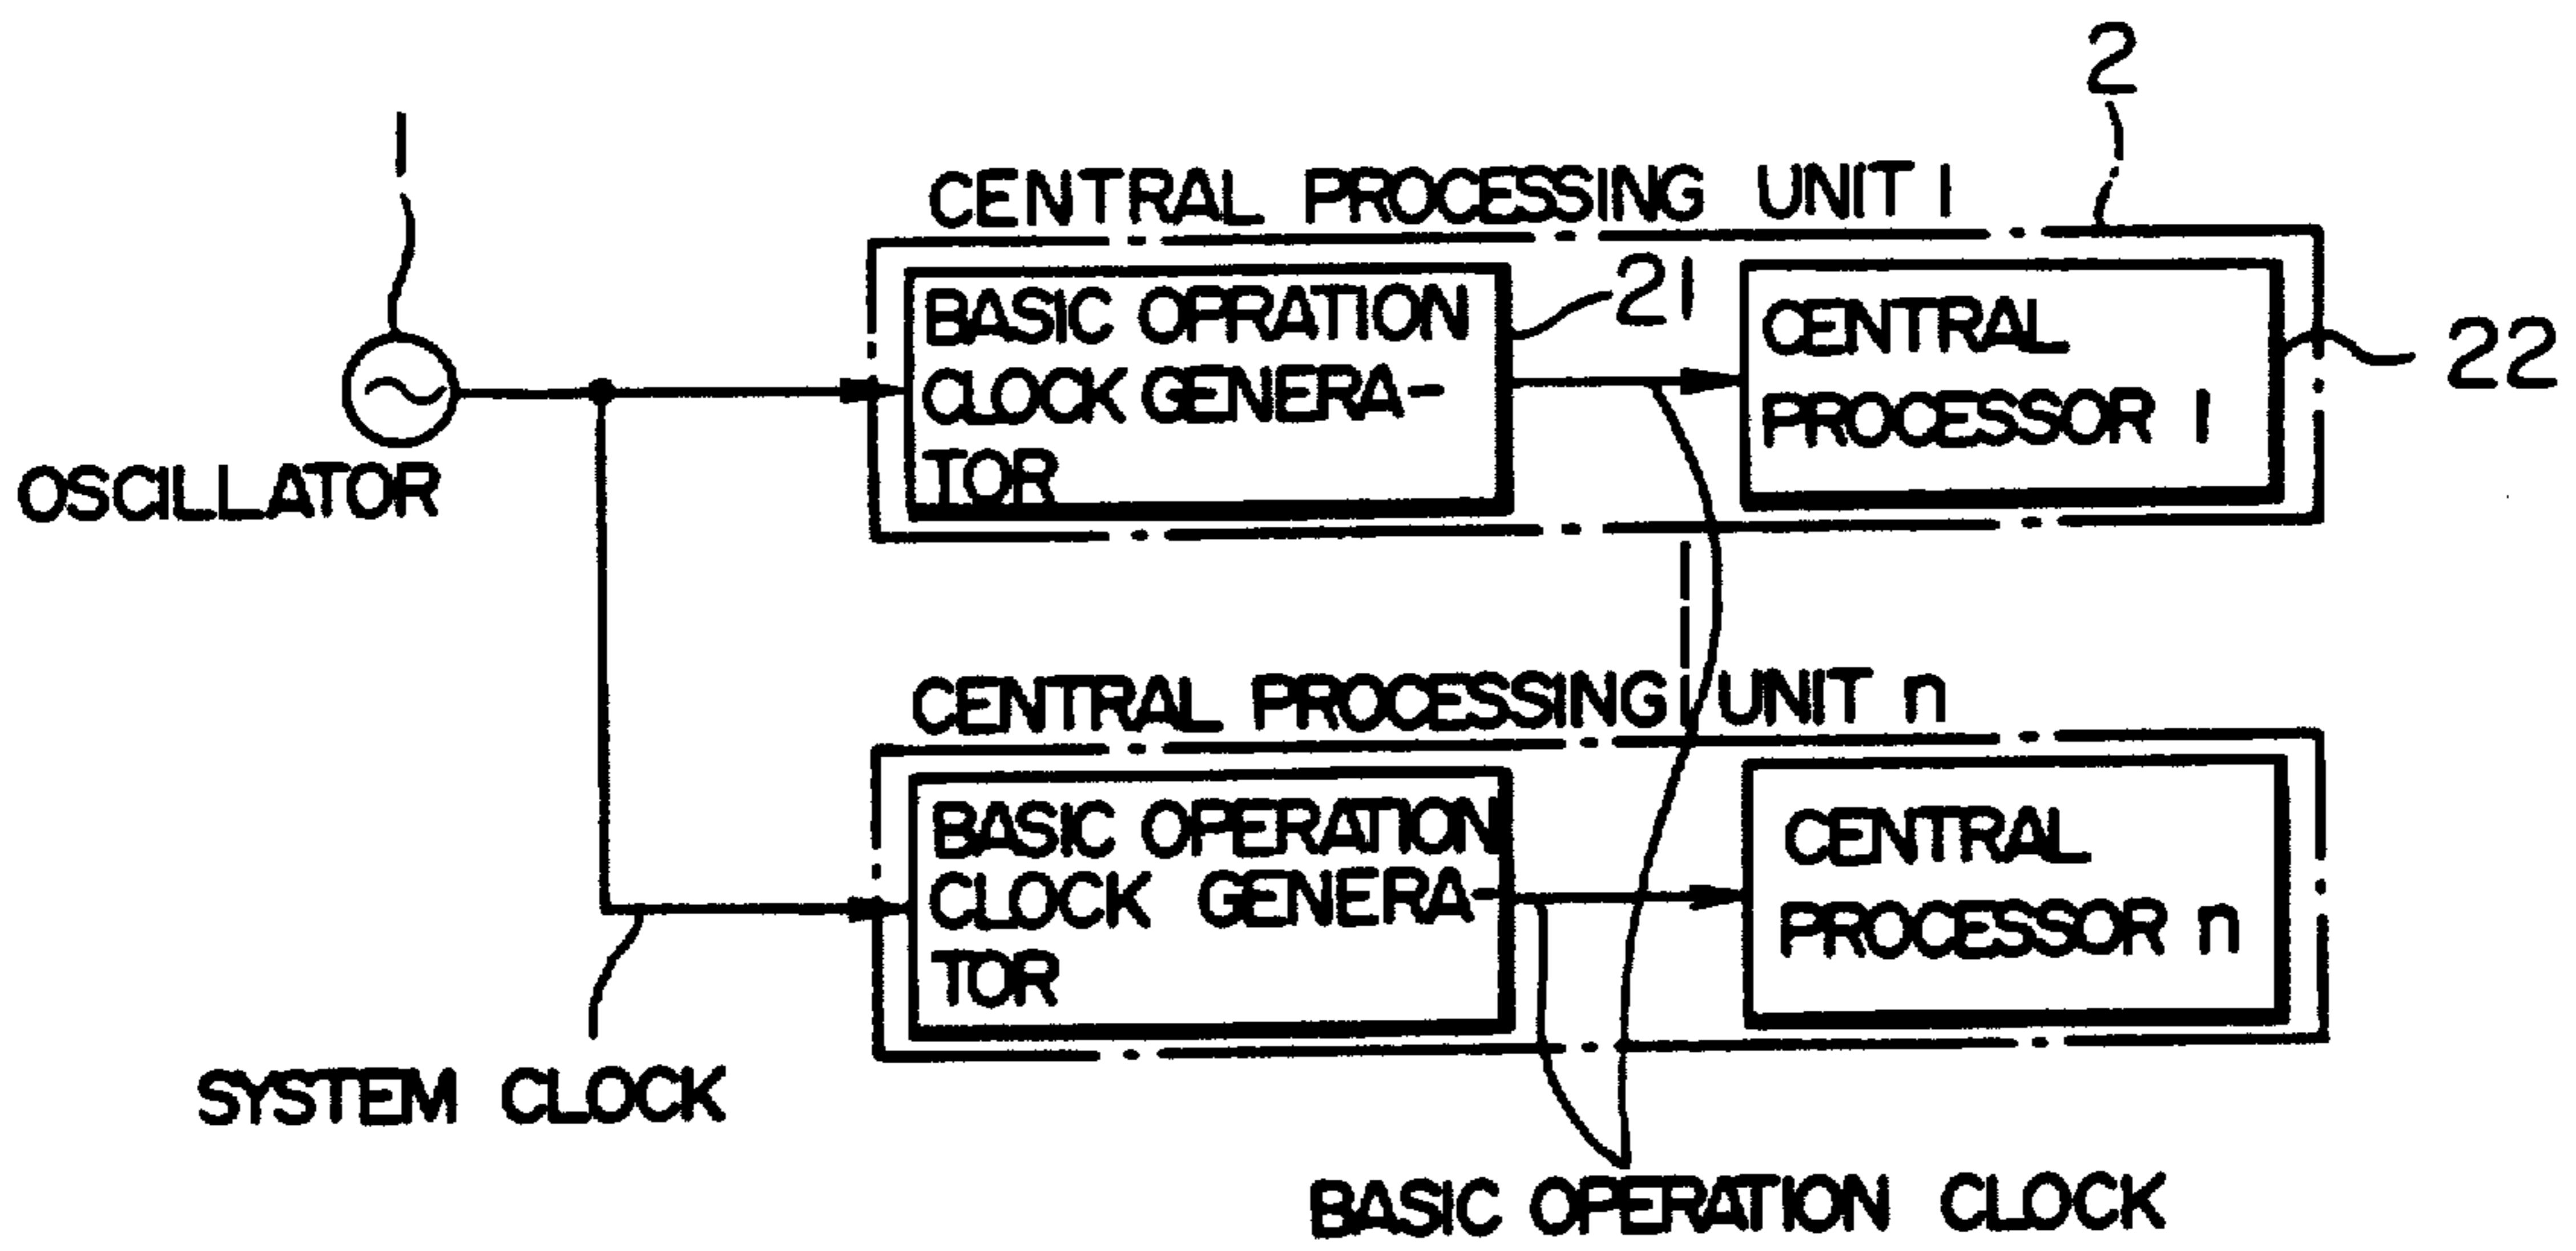 2
1
CENTRAL PROCESSING UNIT 1
21
BASIC OPRATION
CLOCK GENERA-
TOR
CENTRAL
PROCESSOR 1
22
OSCILLATOR
CENTRAL PROCESSING UNIT n
BASIC OPERATION
CLOCK GENERA-
TOR
CENTRAL
PROCESSOR n
SYSTEM CLOCK
BASIC OPERATION CLOCK